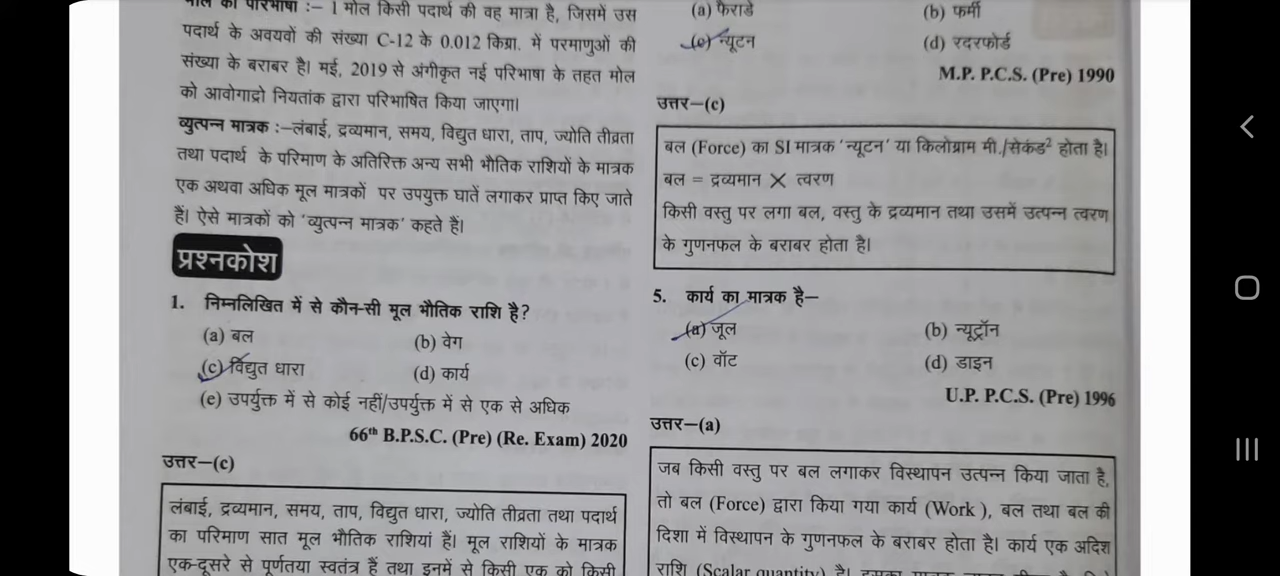 मोल की परिभाषा :– 1 मोल किसी पदार्थ की वह मात्रा है, जिसमें उस
पदार्थ के अवयवों की संख्या C-12 के 0.012 किग्रा. में परमाणुओं की
संख्या के बराबर है। मई, 2019 से अंगीकृत नई परिभाषा के तहत मोल
को आवोगाद्रो नियतांक द्वारा परिभाषित किया जाएगा।
व्युत्पन्न मात्रक :–लंबाई, द्रव्यमान, समय, विद्युत धारा, ताप, ज्योति तीव्रता
तथा पदार्थ के परिमाण के अतिरिक्त अन्य सभी भौतिक राशियों के मात्रक
एक अथवा अधिक मूल मात्रकों पर उपयुक्त घातें लगाकर प्राप्त किए जाते
हैं। ऐसे मात्रकों को ‘व्युत्पन्न मात्रक’ कहते हैं।
प्रश्नकोश
1. निम्नलिखित में से कौन-सी मूल भौतिक राशि है?
(a) बल (b) वेग
(c) विद्युत धारा (d) कार्य
(e) उपर्युक्त में से कोई नहीं/उपर्युक्त में से एक से अधिक
66th B.P.S.C. (Pre) (Re. Exam) 2020
उत्तर–(c)
लंबाई, द्रव्यमान, समय, ताप, विद्युत धारा, ज्योति तीव्रता तथा पदार्थ
का परिमाण सात मूल भौतिक राशियां हैं। मूल राशियों के मात्रक
एक-दूसरे से पूर्णतया स्वतंत्र हैं तथा इनमें से किसी एक को किसी
(a) फैराडे (b) फर्मी
(c) न्यूटन (d) रदरफोर्ड
M.P. P.C.S. (Pre) 1990
उत्तर–(c)
बल (Force) का SI मात्रक ‘न्यूटन’ या किलोग्राम मी./सेकंड² होता है।
बल = द्रव्यमान × त्वरण
किसी वस्तु पर लगा बल, वस्तु के द्रव्यमान तथा उसमें उत्पन्न त्वरण
के गुणनफल के बराबर होता है।
5. कार्य का मात्रक है–
(a) जूल (b) न्यूट्रॉन
(c) वॉट (d) डाइन
U.P. P.C.S. (Pre) 1996
उत्तर–(a)
जब किसी वस्तु पर बल लगाकर विस्थापन उत्पन्न किया जाता है,
तो बल (Force) द्वारा किया गया कार्य (Work), बल तथा बल की
दिशा में विस्थापन के गुणनफल के बराबर होता है। कार्य एक अदिश
राशि (Scalar quantity) है।